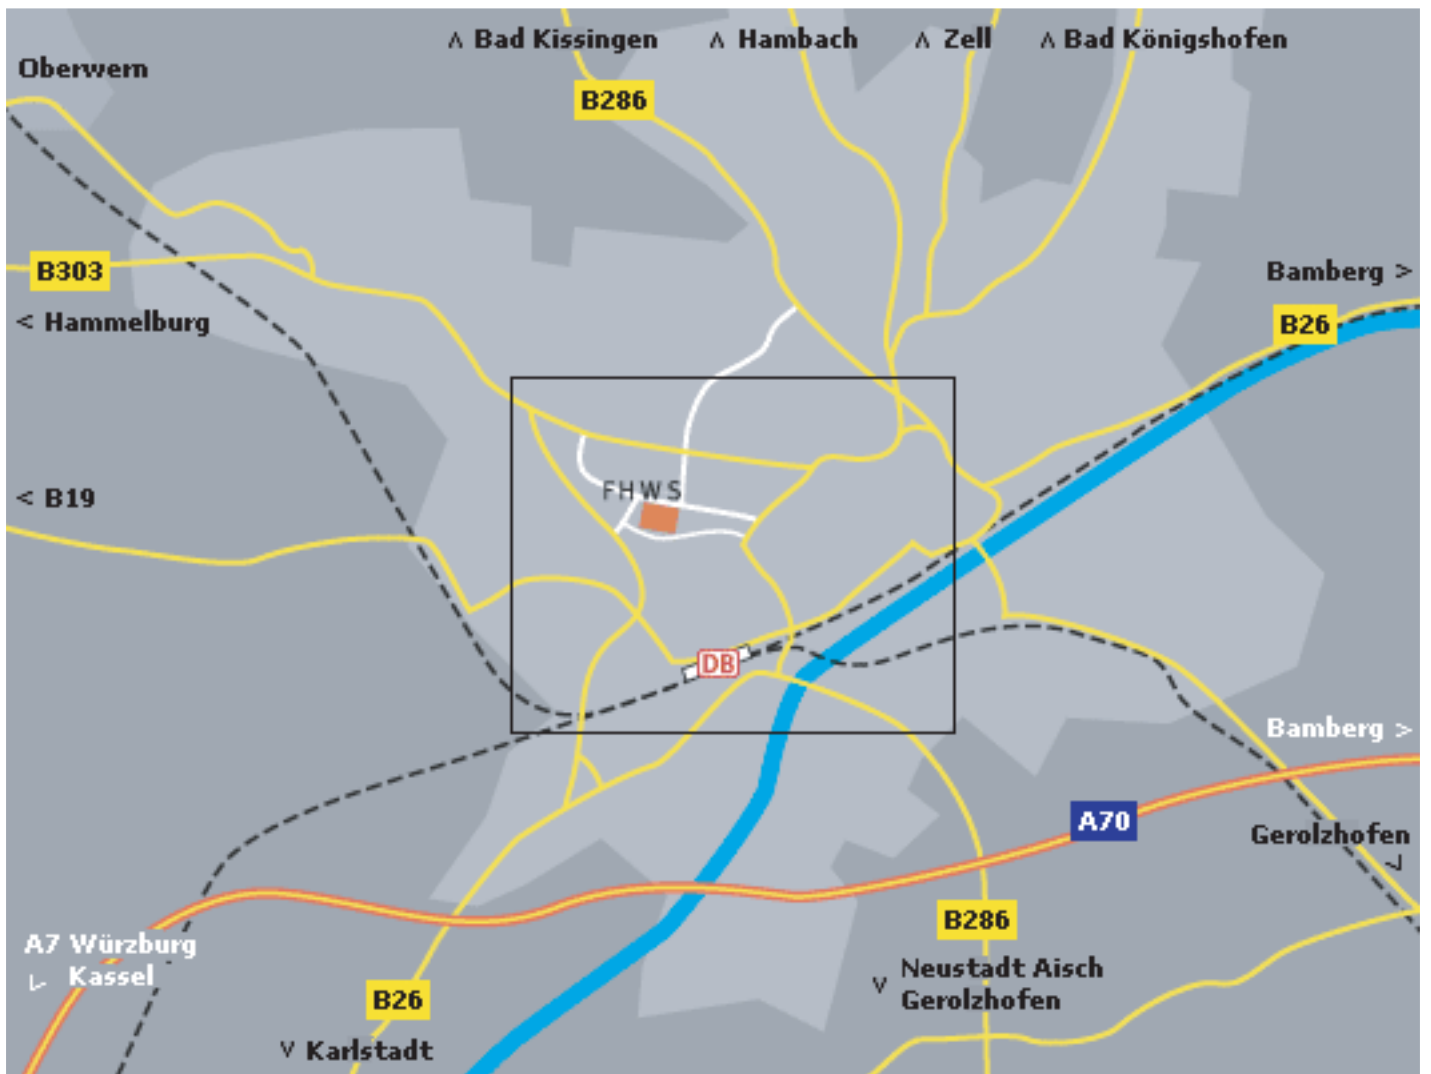 ˄ Bad Kissingen ˄ Hambach ˄ Zell ˄ Bad Königshofen
Oberwern
B286
B303
Bamberg >
< Hammelburg
B26
FHWS
< B19
DB
Bamberg >
A70
Gerolzhofen
B286
A7 Würzburg
Kassel
Neustadt Aisch
˅ Gerolzhofen
B26
˅ Karlstadt